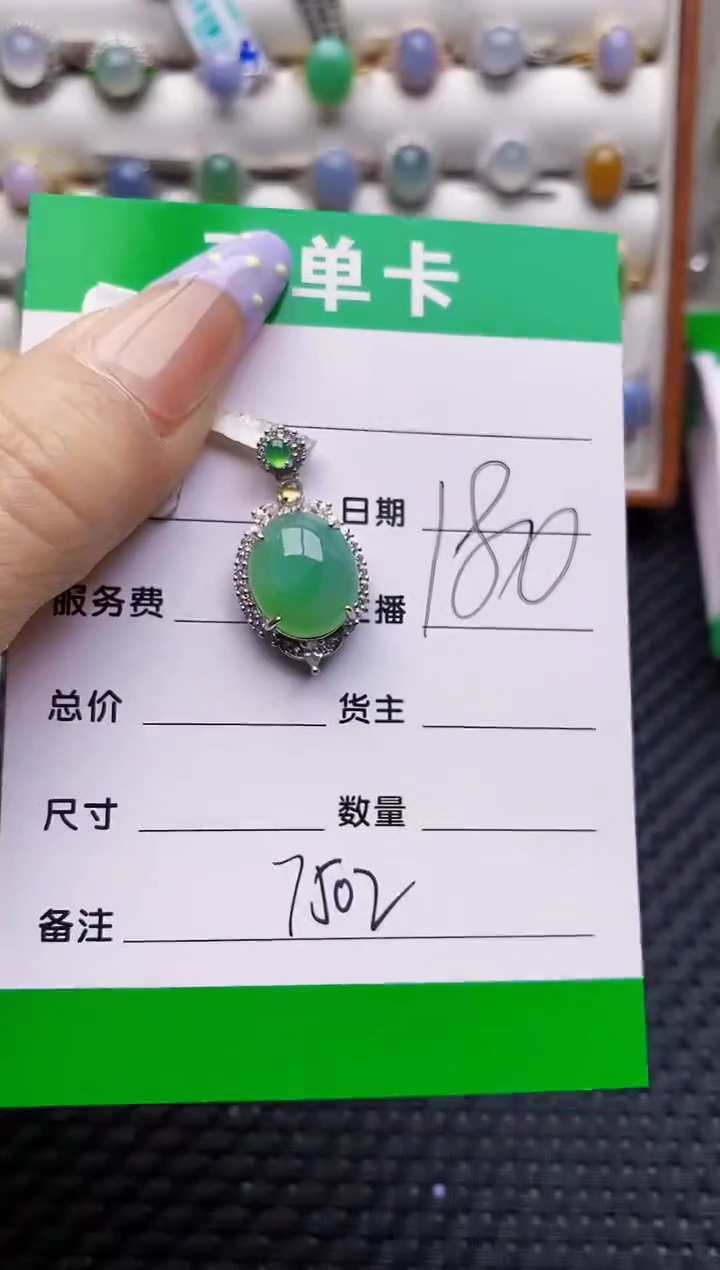 单卡
日期 180
服务费 播
总价 货主
尺寸 数量
备注 7502